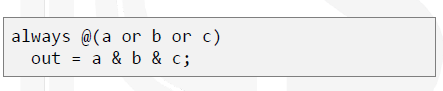 always @(a or b or c)
  out = a & b & c;